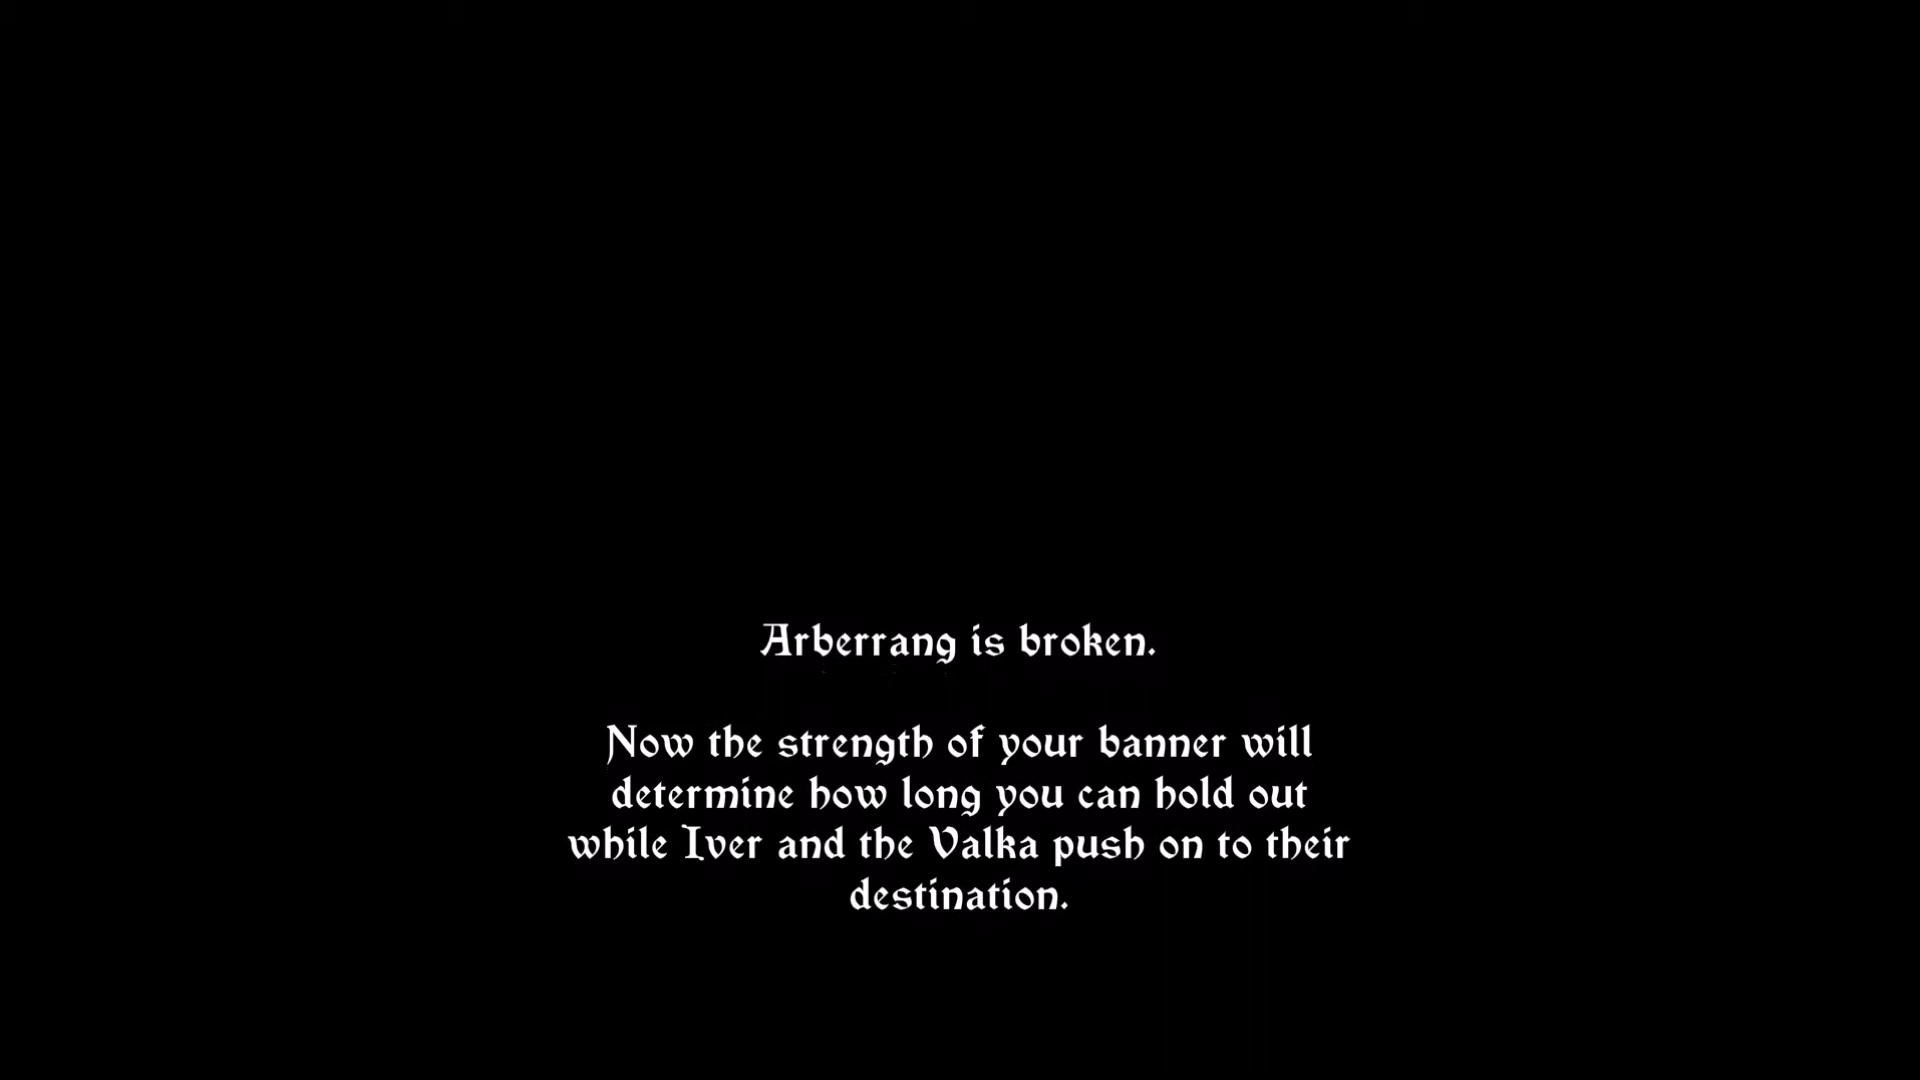 Arberrang is broken.
Now the strength of your banner will
determine how long you can hold out
while Iver and the Valka push on to their
destination.